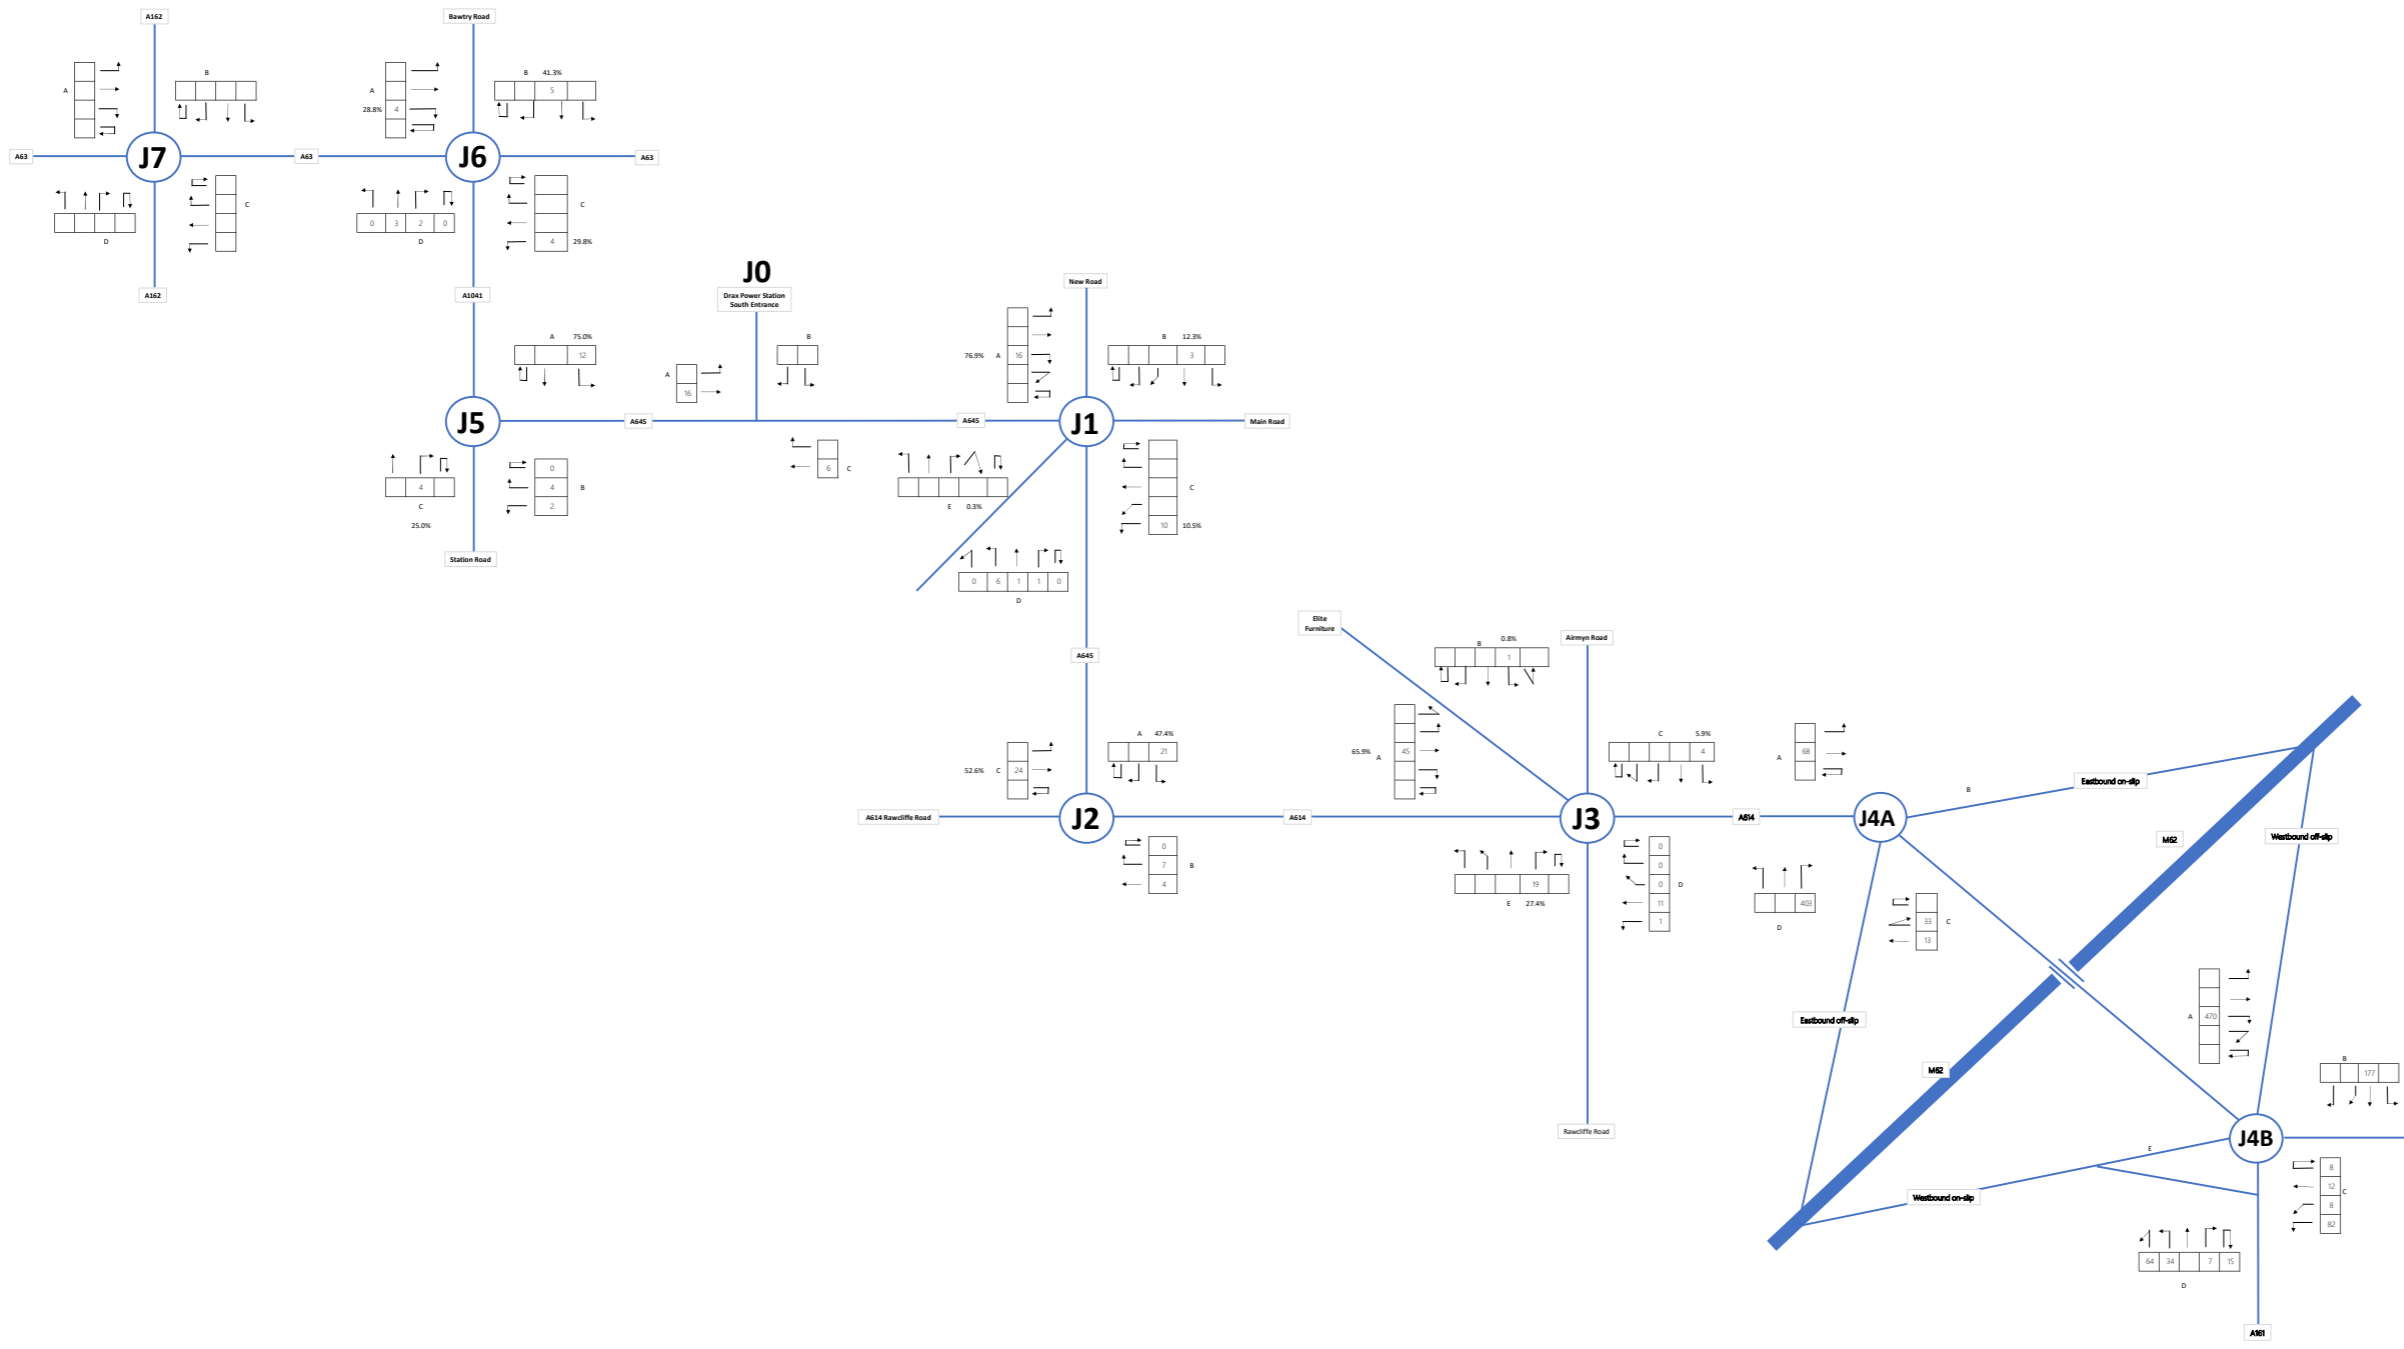 A162
Bawtry Road
B
A
B 41.3%
5
A
28.8% 4
J7
J6
A63
A63
A63
C
D
0 3 2 0
D
C
4 29.8%
A162
A1041
J0
Drax Power Station
South Entrance
New Road
A 75.0%
12
B
A
16
76.9% A 16
B 12.3%
3
J5
A645
A645
J1
Main Road
4
C
25.0%
0
4 B
2
6 C
E 0.3%
C
10 10.5%
Station Road
0 6 1 1 0
D
Elite
Furniture
Airmyn Road
B 0.8%
1
A645
A 47.4%
21
52.6% C 24
65.9% A 45
C 5.9%
4
A 68
A614 Rawcliffe Road
J2
A614
J3
A614
J4A
B
Eastbound on-slip
Westbound off-slip
M62
0
7 B
4
19
E 27.4%
0
0
0 D
11
1
403
D
33 C
13
Eastbound off-slip
A 470
M62
B
177
Rawcliffe Road
J4B
E
Westbound on-slip
8
12 C
8
82
64 34 7 15
D
A161